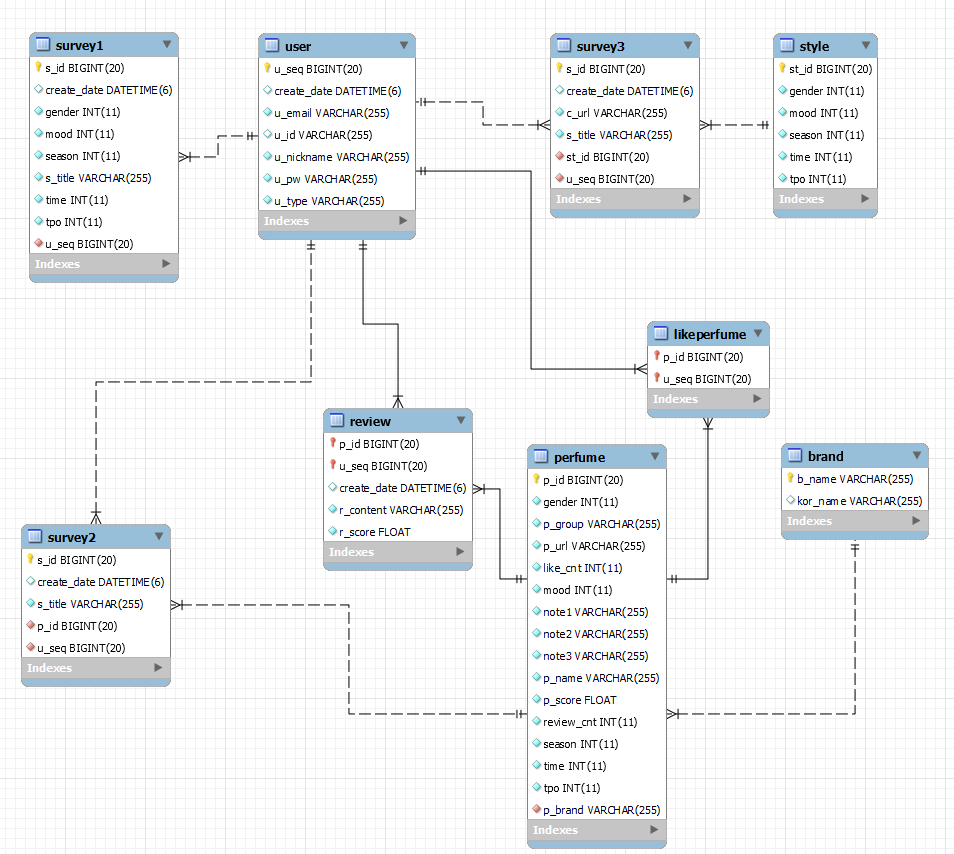 survey1
s_id BIGINT(20)
create_date DATETIME(6)
gender INT(11)
mood INT(11)
season INT(11)
s_title VARCHAR(255)
time INT(11)
tpo INT(11)
u_seq BIGINT(20)
Indexes
user
u_seq BIGINT(20)
create_date DATETIME(6)
u_email VARCHAR(255)
u_id VARCHAR(255)
u_nickname VARCHAR(255)
u_pw VARCHAR(255)
u_type VARCHAR(255)
Indexes
survey3
s_id BIGINT(20)
create_date DATETIME(6)
c_url VARCHAR(255)
s_title VARCHAR(255)
st_id BIGINT(20)
u_seq BIGINT(20)
Indexes
style
st_id BIGINT(20)
gender INT(11)
mood INT(11)
season INT(11)
time INT(11)
tpo INT(11)
Indexes
likeperfume
p_id BIGINT(20)
u_seq BIGINT(20)
Indexes
review
p_id BIGINT(20)
u_seq BIGINT(20)
create_date DATETIME(6)
r_content VARCHAR(255)
r_score FLOAT
Indexes
perfume
p_id BIGINT(20)
gender INT(11)
p_group VARCHAR(255)
p_url VARCHAR(255)
like_cnt INT(11)
mood INT(11)
note1 VARCHAR(255)
note2 VARCHAR(255)
note3 VARCHAR(255)
p_name VARCHAR(255)
p_score FLOAT
review_cnt INT(11)
season INT(11)
time INT(11)
tpo INT(11)
p_brand VARCHAR(255)
Indexes
brand
b_name VARCHAR(255)
kor_name VARCHAR(255)
Indexes
survey2
s_id BIGINT(20)
create_date DATETIME(6)
s_title VARCHAR(255)
p_id BIGINT(20)
u_seq BIGINT(20)
Indexes